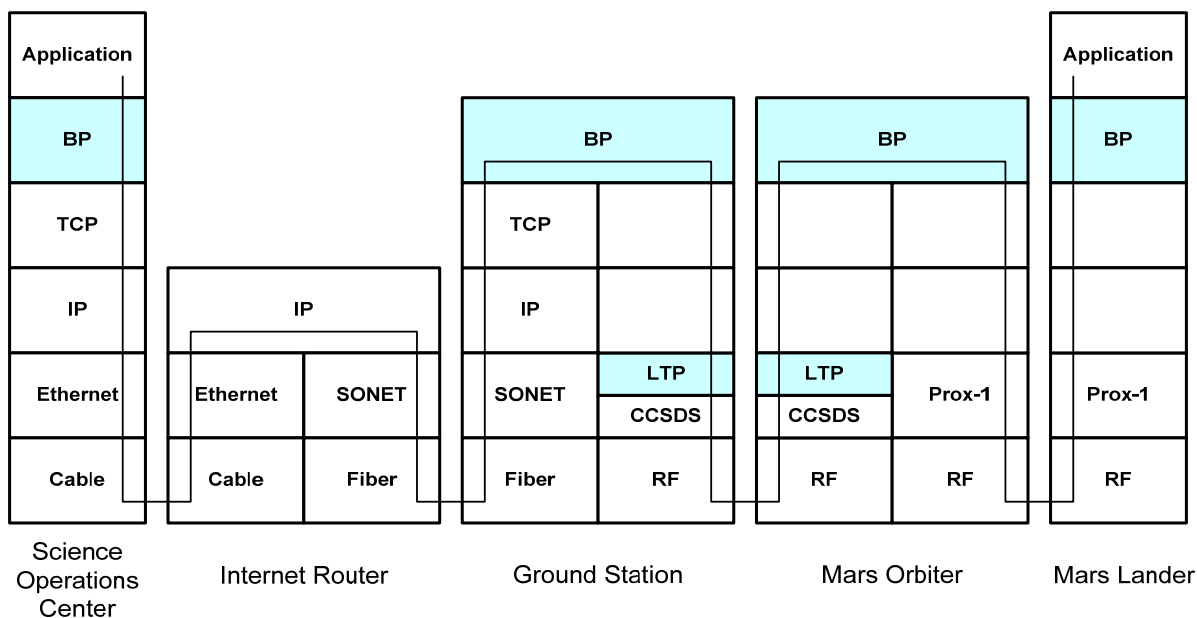 Application
Application
BP
BP
BP
BP
TCP
TCP
IP
IP
IP
Ethernet
Ethernet
SONET
SONET
LTP
CCSDS
LTP
CCSDS
Prox-1
Prox-1
Cable
Cable
Fiber
Fiber
RF
RF
RF
RF
Science
Operations
Center
Internet Router
Ground Station
Mars Orbiter
Mars Lander